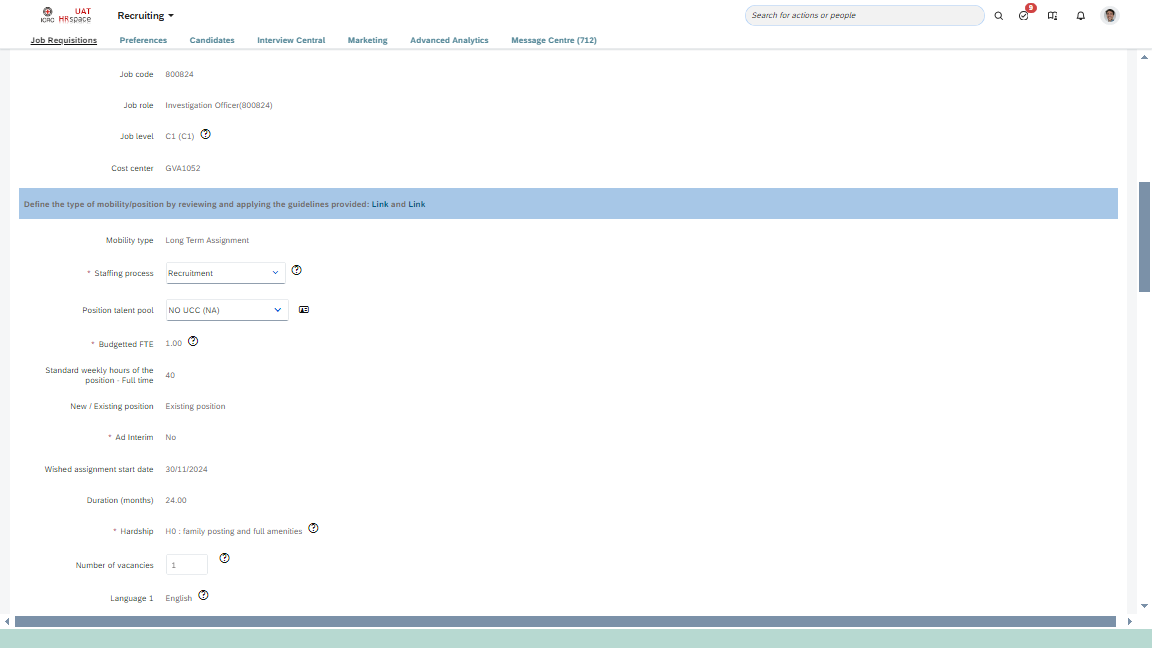 UAT
ICRC HRspace
Recruiting
Search for actions or people
9
Job Requisitions
Preferences
Candidates
Interview Central
Marketing
Advanced Analytics
Message Centre (712)
Job code 800824
Job role Investigation Officer(800824)
Job level C1 (C1)
Cost center GVA1052
Define the type of mobility/position by reviewing and applying the guidelines provided: Link and Link
Mobility type Long Term Assignment
* Staffing process Recruitment
Position talent pool NO UCC (NA)
* Budgetted FTE 1.00
Standard weekly hours of the
position - Full time 40
New / Existing position Existing position
* Ad Interim No
Wished assignment start date 30/11/2024
Duration (months) 24.00
* Hardship H0 : family posting and full amenities
Number of vacancies 1
Language 1 English